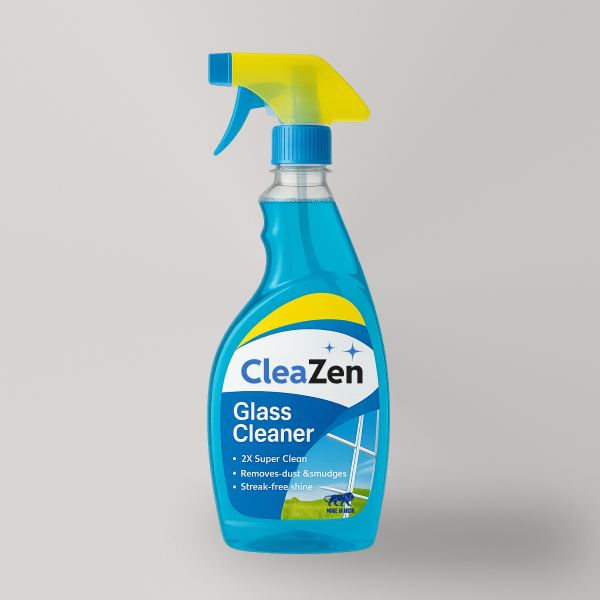 CleaZen
Glass
Cleaner
• 2X Super Clean
• Removes-dust &smudges
• Streak-free shine
MAKE IN INDIA